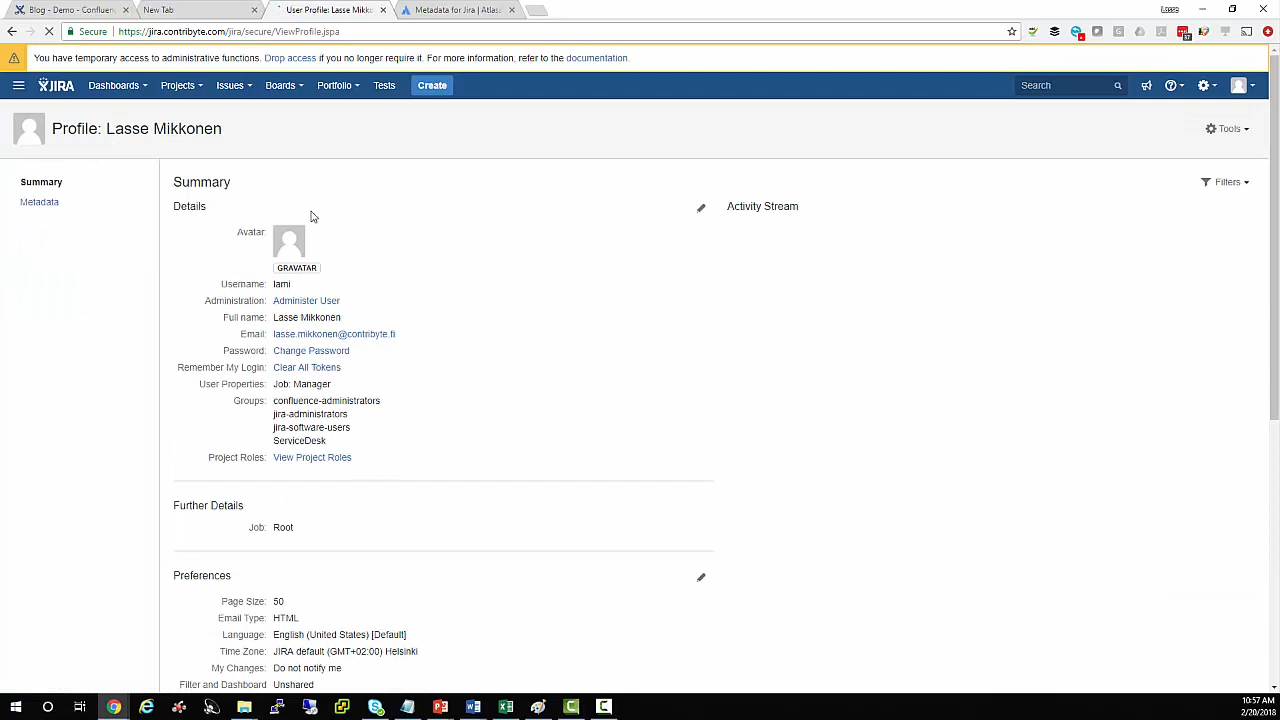 Blog - Demo - Confluenc
New Tab
User Profile: Lasse Mikko
Metadata for Jira | Atlass
Secure
https://jira.contribyte.com/jira/secure/ViewProfile.jspa
You have temporary access to administrative functions. Drop access if you no longer require it. For more information, refer to the documentation.
JIRA Dashboards Projects Issues Boards Portfolio Tests Create
Search
Profile: Lasse Mikkonen
Tools
Summary
Metadata
Summary
Filters
Details
Activity Stream
Avatar:
GRAVATAR
Username: lami
Administration: Administer User
Full name: Lasse Mikkonen
Email: lasse.mikkonen@contribyte.fi
Password: Change Password
Remember My Login: Clear All Tokens
User Properties: Job: Manager
Groups: confluence-administrators
jira-administrators
jira-software-users
ServiceDesk
Project Roles: View Project Roles
Further Details
Job: Root
Preferences
Page Size: 50
Email Type: HTML
Language: English (United States) [Default]
Time Zone: JIRA default (GMT+02:00) Helsinki
My Changes: Do not notify me
Filter and Dashboard Unshared
10:57 AM
2/20/2018